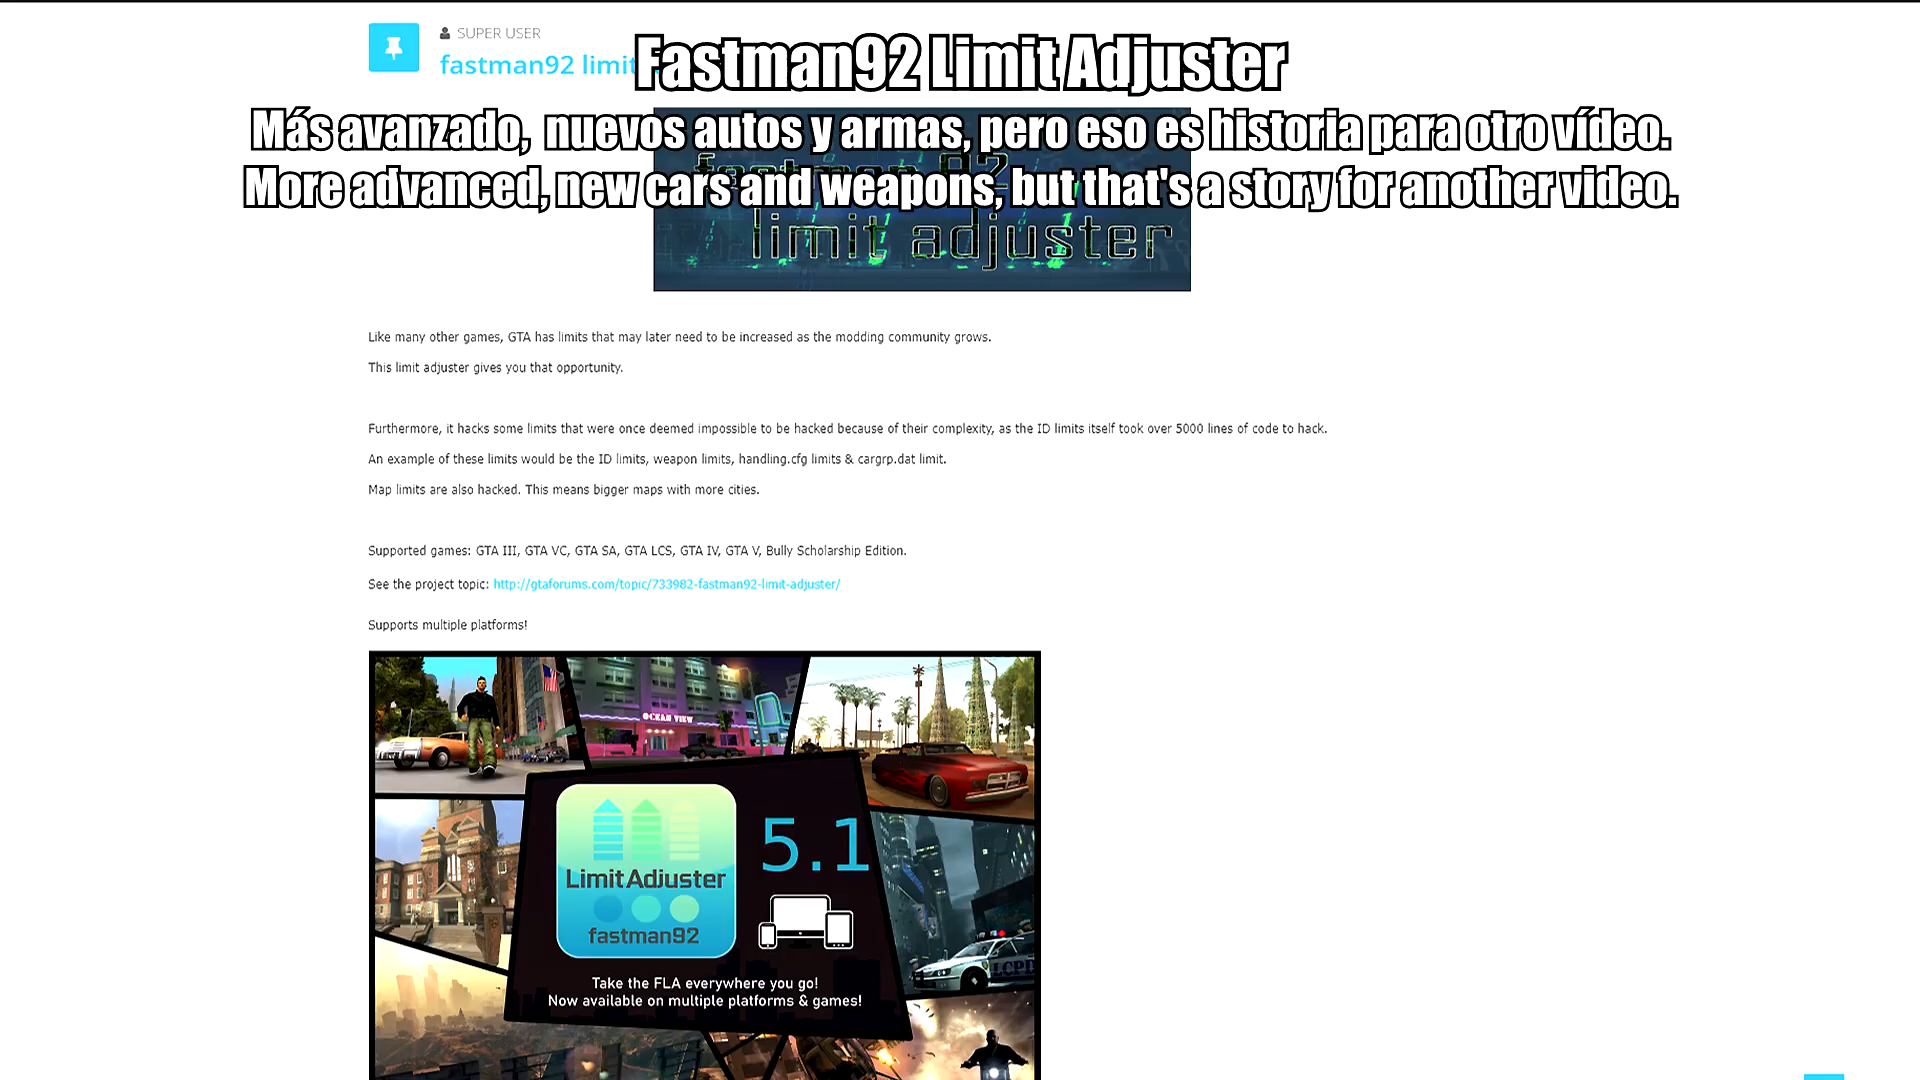 SUPER USER
fastman92 limit
Fastman92 Limit Adjuster
Más avanzado, nuevos autos y armas, pero eso es historia para otro vídeo.
More advanced, new cars and weapons, but that's a story for another video.
fastman 92
limit adjuster
Like many other games, GTA has limits that may later need to be increased as the modding community grows.
This limit adjuster gives you that opportunity.
Furthermore, it hacks some limits that were once deemed impossible to be hacked because of their complexity, as the ID limits itself took over 5000 lines of code to hack.
An example of these limits would be the ID limits, weapon limits, handling.cfg limits & cargrp.dat limit.
Map limits are also hacked. This means bigger maps with more cities.
Supported games: GTA III, GTA VC, GTA SA, GTA LCS, GTA IV, GTA V, Bully Scholarship Edition.
See the project topic: http://gtaforums.com/topic/733982-fastman92-limit-adjuster/
Supports multiple platforms!
OCEAN VIEW
5.1
Limit Adjuster
fastman92
LCPD
Take the FLA everywhere you go!
Now available on multiple platforms & games!